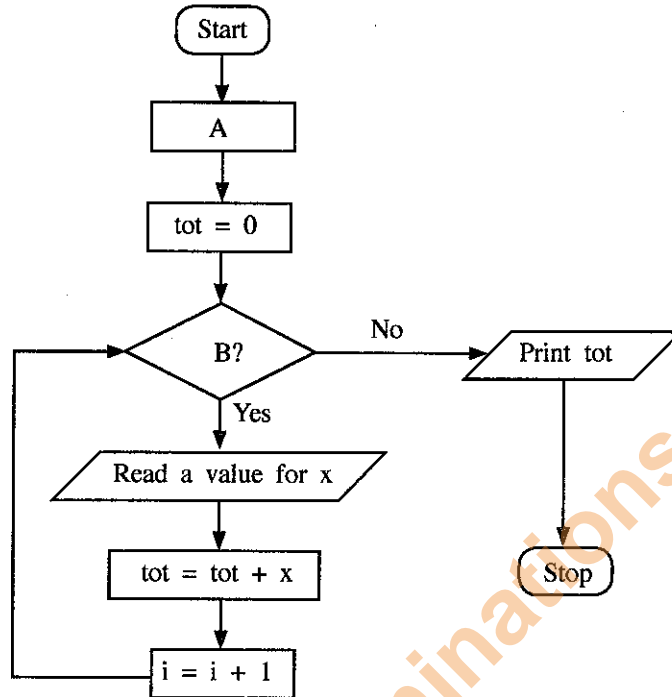 Start
A
tot = 0
B?
No
Print tot
Yes
Read a value for x
tot = tot + x
Stop
i = i + 1